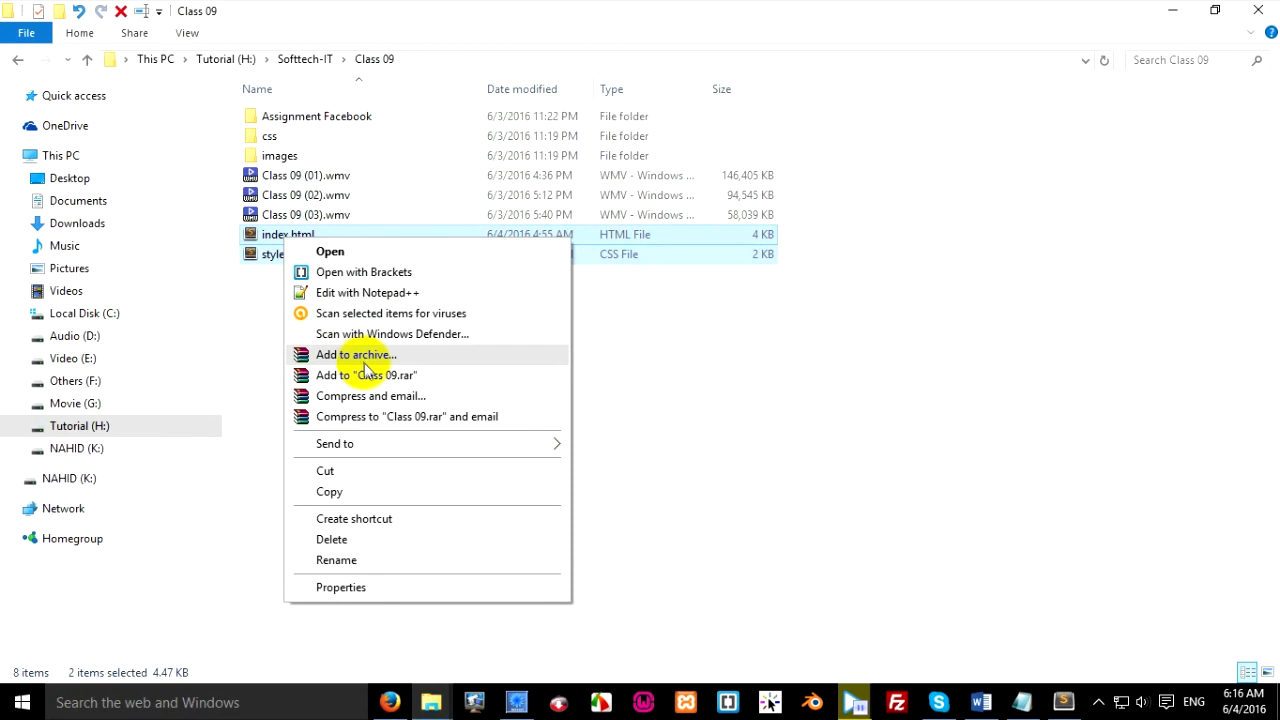 Class 09
File Home Share View
This PC Tutorial (H:) Softtech-IT Class 09 Search Class 09
Name Date modified Type Size
Quick access
OneDrive
This PC
Desktop
Documents
Downloads
Music
Pictures
Videos
Local Disk (C:)
Audio (D:)
Video (E:)
Others (F:)
Movie (G:)
Tutorial (H:)
NAHID (K:)
NAHID (K:)
Network
Homegroup
Assignment Facebook 6/3/2016 11:22 PM File folder
css 6/3/2016 11:19 PM File folder
images 6/3/2016 11:19 PM File folder
Class 09 (01).wmv 6/3/2016 4:36 PM WMV - Windows ... 146,405 KB
Class 09 (02).wmv 6/3/2016 5:12 PM WMV - Windows ... 94,545 KB
Class 09 (03).wmv 6/3/2016 5:40 PM WMV - Windows ... 58,039 KB
index.html 6/4/2016 4:55 AM HTML File 4 KB
style CSS File 2 KB
Open
Open with Brackets
Edit with Notepad++
Scan selected items for viruses
Scan with Windows Defender...
Add to archive...
Add to "Class 09.rar"
Compress and email...
Compress to "Class 09.rar" and email
Send to
Cut
Copy
Create shortcut
Delete
Rename
Properties
8 items 2 items selected 4.47 KB
Search the web and Windows
ENG
6:16 AM
6/4/2016